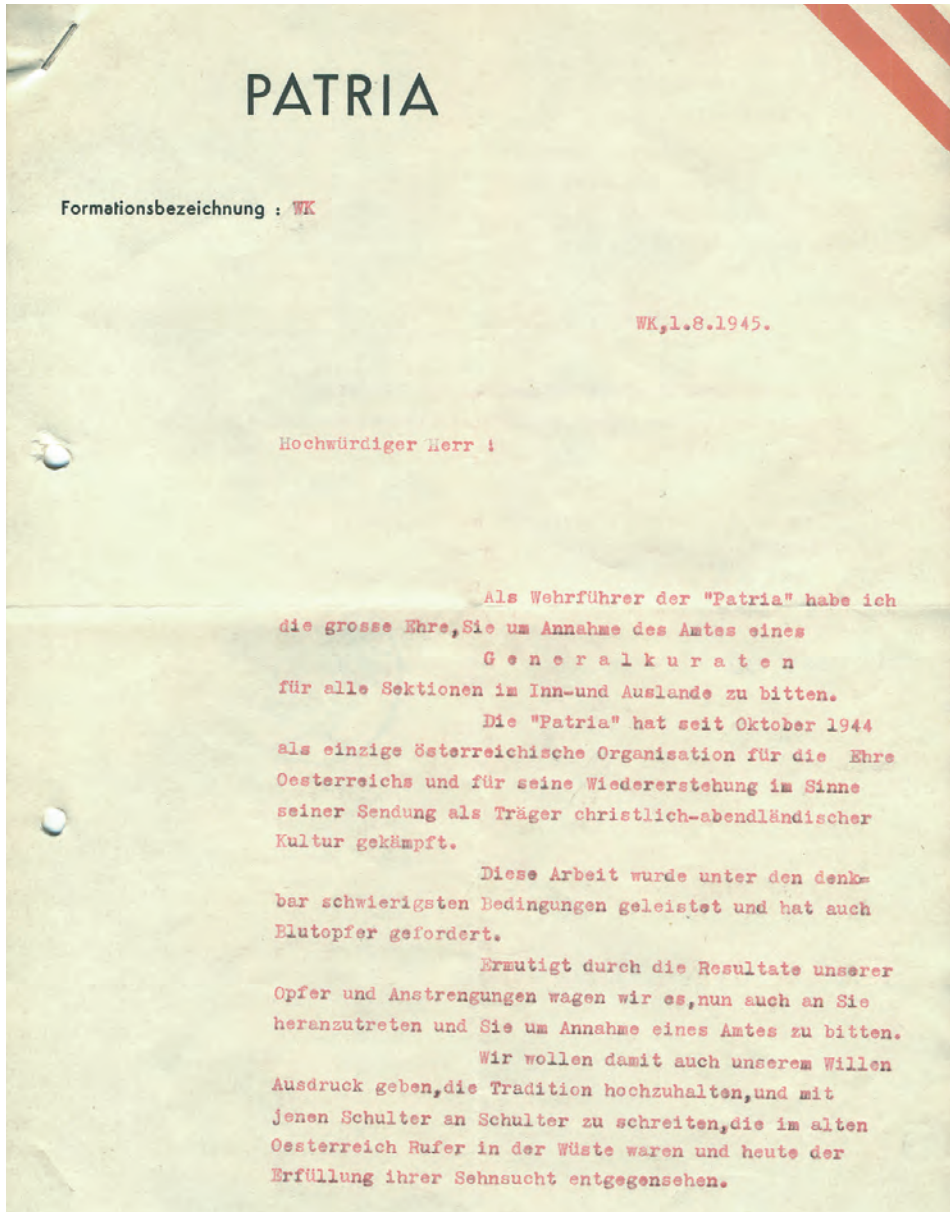 PATRIA
Formationsbezeichnung : WK
WK,1.8.1945.
Hochwürdiger Herr !
Als Wehrführer der "Patria" habe ich
die grosse Ehre,Sie um Annahme des Amtes eines
G e n e r a l k u r a t e n
für alle Sektionen im Inn-und Auslande zu bitten.
Die "Patria" hat seit Oktober 1944
als einzige österreichische Organisation für die Ehre
Oesterreichs und für seine Wiedererstehung im Sinne
seiner Sendung als Träger christlich-abendländischer
Kultur gekämpft.
Diese Arbeit wurde unter den denk=
bar schwierigsten Bedingungen geleistet und hat auch
Blutopfer gefordert.
Ermutigt durch die Resultate unserer
Opfer und Anstrengungen wagen wir es,nun auch an Sie
heranzutreten und Sie um Annahme eines Amtes zu bitten.
Wir wollen damit auch unserem Willen
Ausdruck geben,die Tradition hochzuhalten,und mit
jenen Schulter an Schulter zu schreiten,die im alten
Oesterreich Rufer in der Wüste waren und heute der
Erfüllung ihrer Sehnsucht entgegensehen.